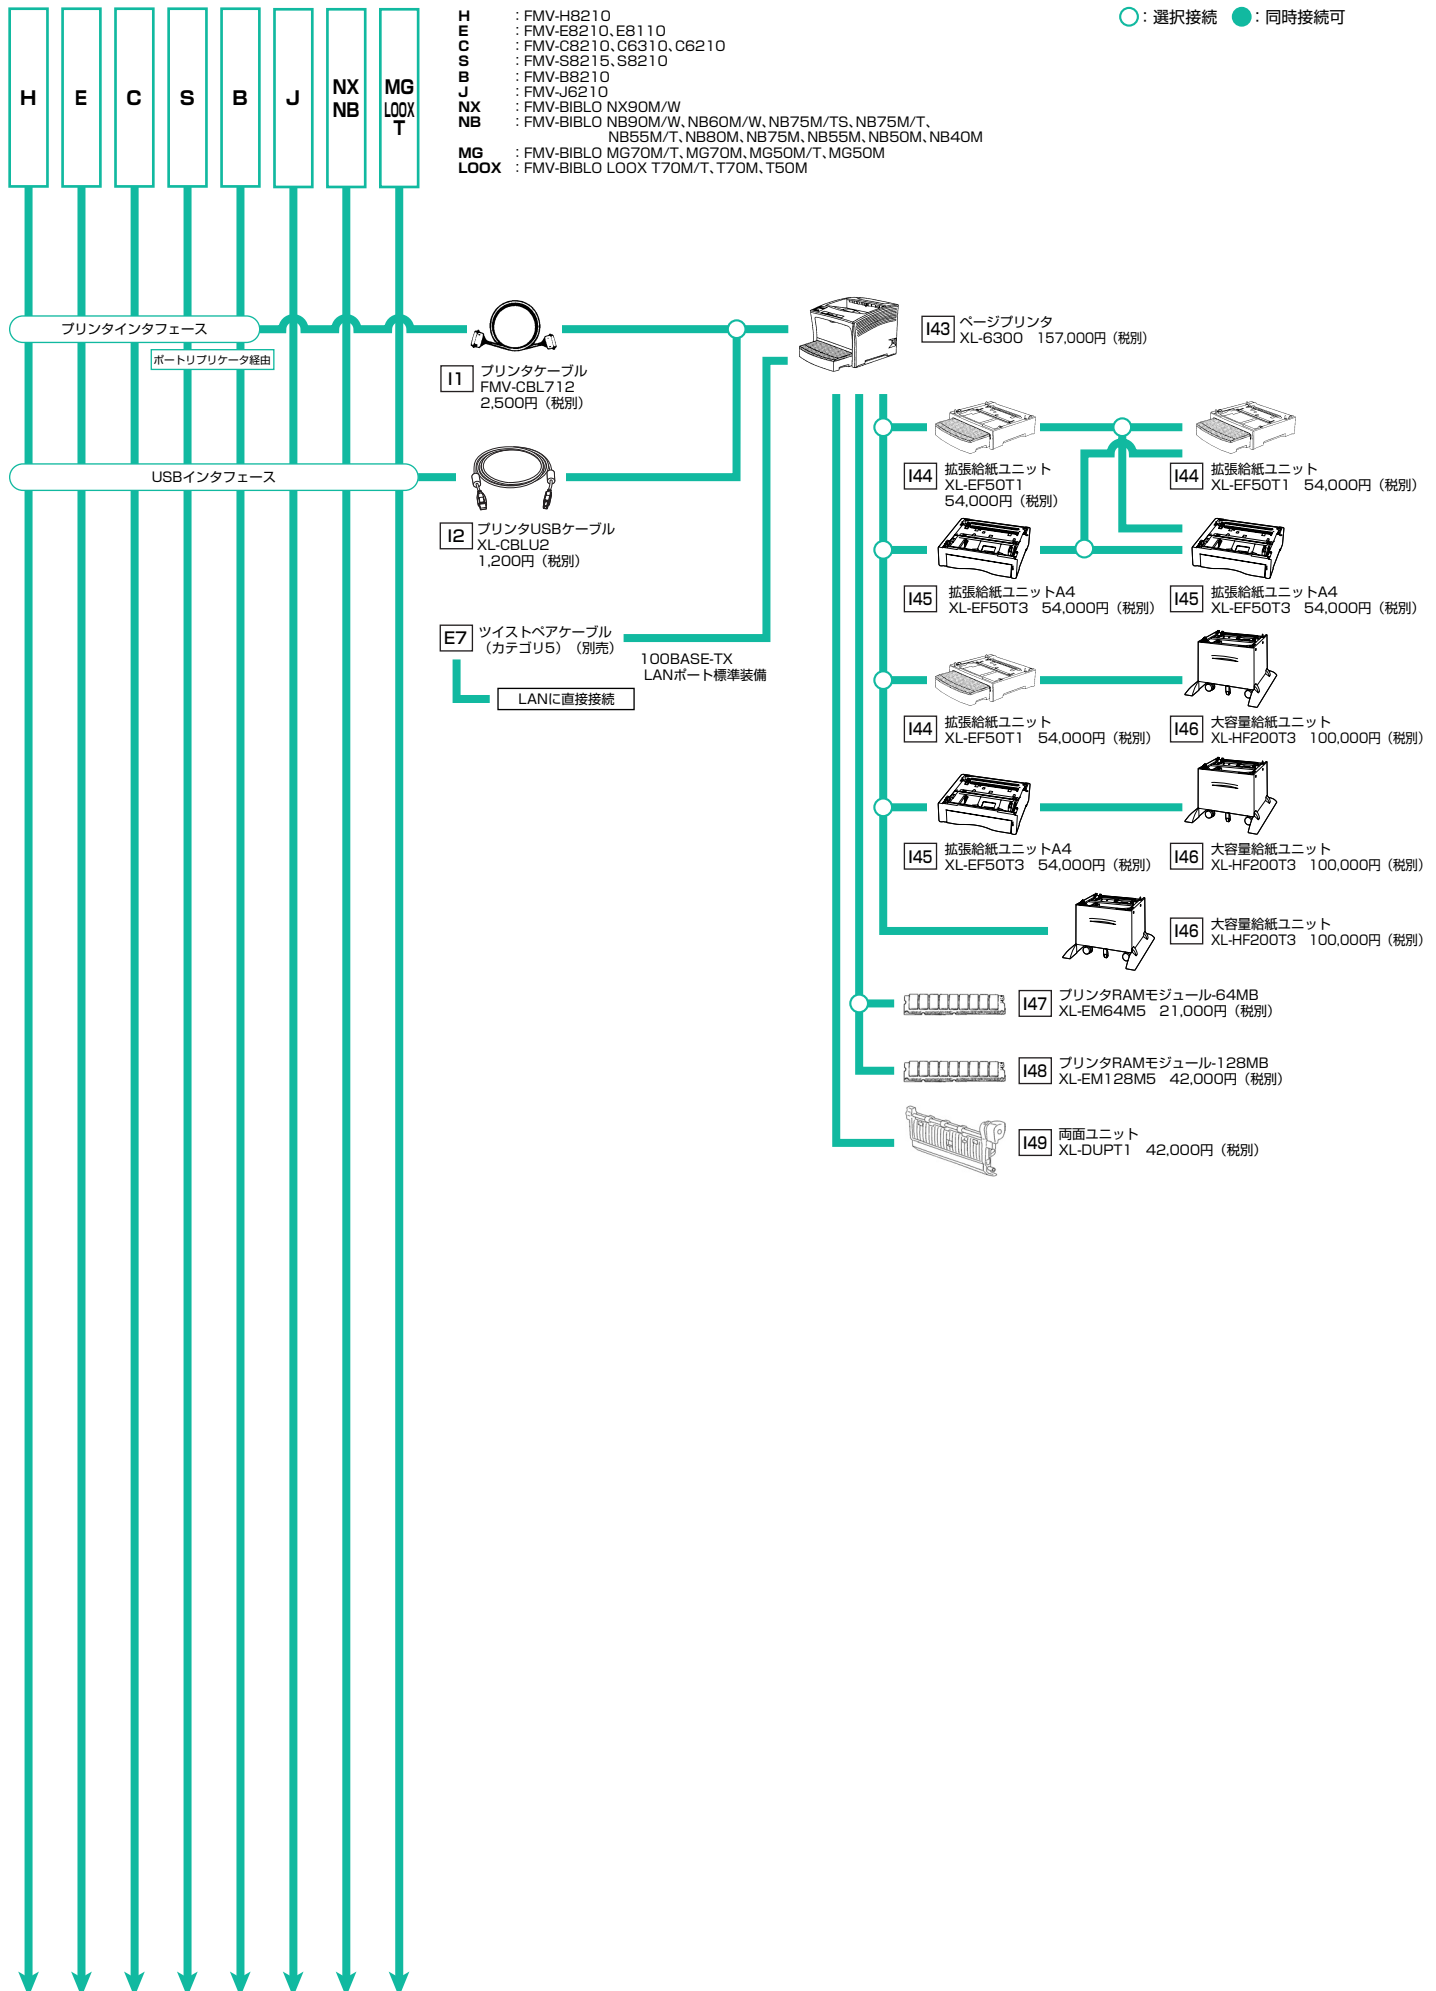 H
E
C
S
B
J
NX
NB
MG
LOOX
T
H : FMV-H8210
E : FMV-E8210、E8110
C : FMV-C8210、C6310、C6210
S : FMV-S8215、S8210
B : FMV-B8210
J : FMV-J6210
NX : FMV-BIBLO NX90M/W
NB : FMV-BIBLO NB90M/W、NB60M/W、NB75M/TS、NB75M/T、
NB55M/T、NB80M、NB75M、NB55M、NB50M、NB40M
MG : FMV-BIBLO MG70M/T、MG70M、MG50M/T、MG50M
LOOX : FMV-BIBLO LOOX T70M/T、T70M、T50M
○：選択接続 ●：同時接続可
プリンタインタフェース
ポートリプリケータ経由
I1 プリンタケーブル
FMV-CBL712
2,500円（税別）
I43 ページプリンタ
XL-6300 157,000円（税別）
USBインタフェース
I2 プリンタUSBケーブル
XL-CBLU2
1,200円（税別）
E7 ツイストペアケーブル
（カテゴリ5）（別売）
100BASE-TX
LANポート標準装備
LANに直接接続
I44 拡張給紙ユニット
XL-EF50T1
54,000円（税別）
I44 拡張給紙ユニット
XL-EF50T1 54,000円（税別）
I45 拡張給紙ユニットA4
XL-EF50T3 54,000円（税別）
I45 拡張給紙ユニットA4
XL-EF50T3 54,000円（税別）
I44 拡張給紙ユニット
XL-EF50T1 54,000円（税別）
I46 大容量給紙ユニット
XL-HF200T3 100,000円（税別）
I45 拡張給紙ユニットA4
XL-EF50T3 54,000円（税別）
I46 大容量給紙ユニット
XL-HF200T3 100,000円（税別）
I46 大容量給紙ユニット
XL-HF200T3 100,000円（税別）
I47 プリンタRAMモジュール-64MB
XL-EM64M5 21,000円（税別）
I48 プリンタRAMモジュール-128MB
XL-EM128M5 42,000円（税別）
I49 両面ユニット
XL-DUPT1 42,000円（税別）